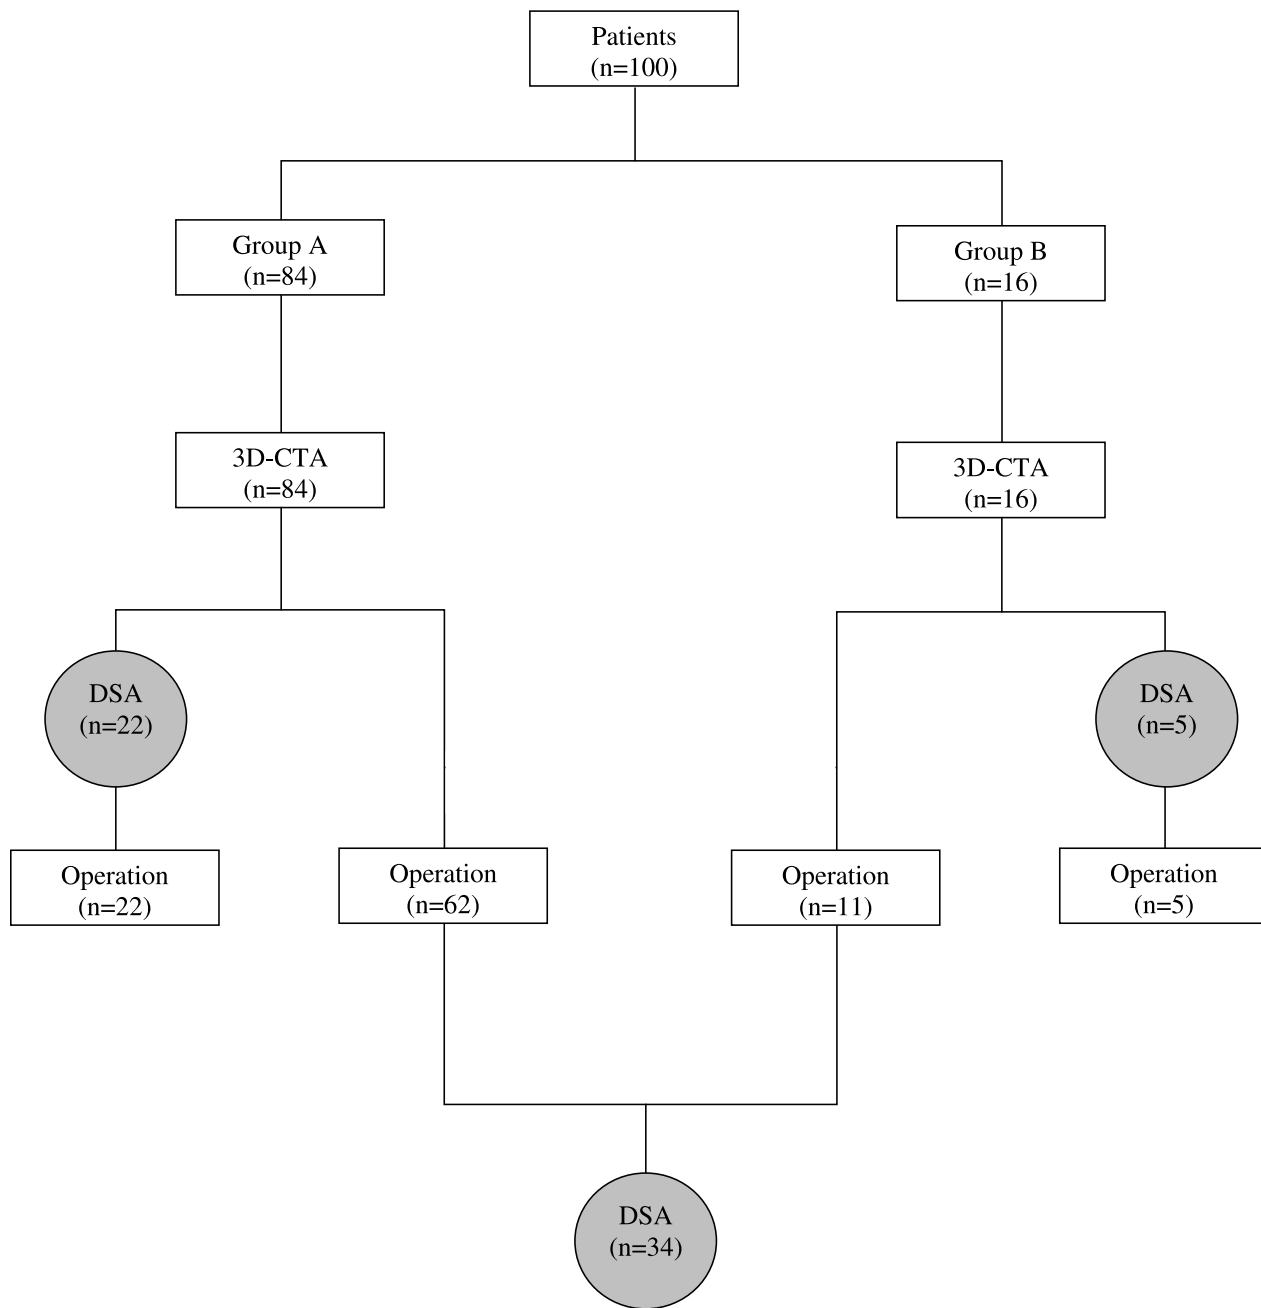 Patients
(n=100)
Group A
(n=84)
Group B
(n=16)
3D-CTA
(n=84)
3D-CTA
(n=16)
DSA
(n=22)
DSA
(n=5)
Operation
(n=22)
Operation
(n=62)
Operation
(n=11)
Operation
(n=5)
DSA
(n=34)